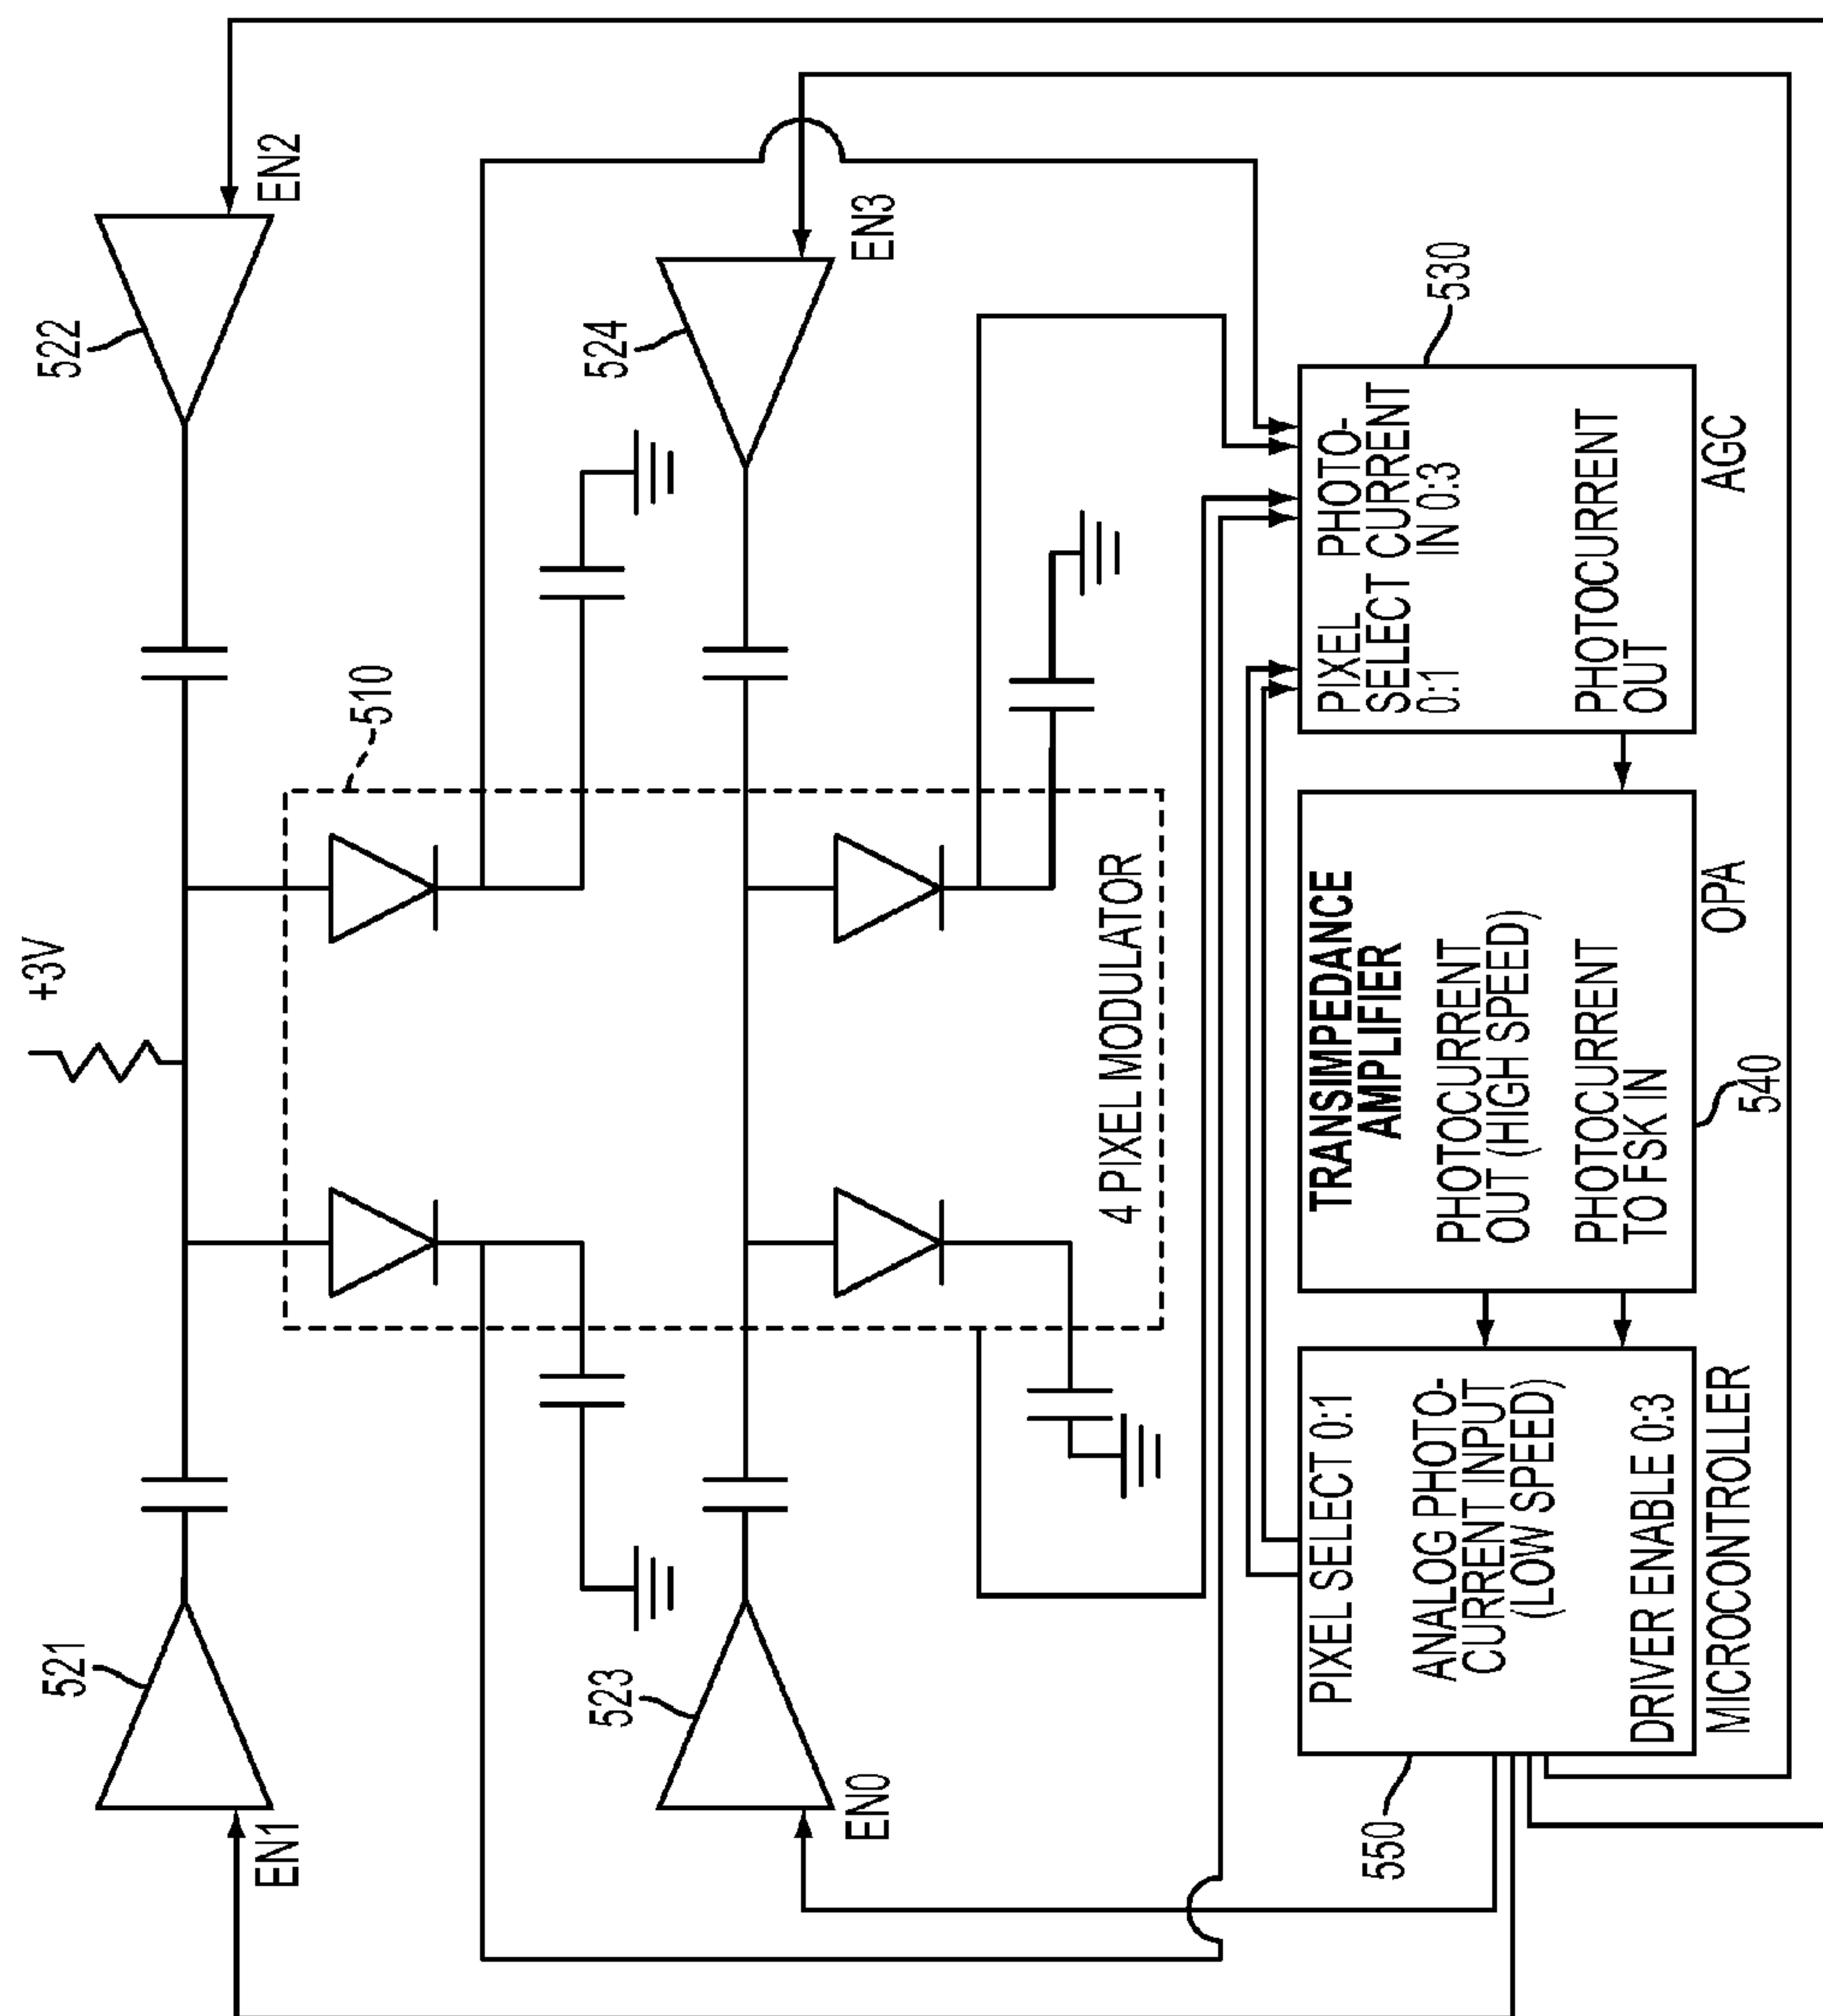 +3V
521
522
EN1
EN2
510
523
524
EN0
EN3
4 PIXEL MODULATOR
550
PIXEL SELECT 0:1
ANALOG PHOTO-
CURRENT INPUT
(LOW SPEED)
DRIVER ENABLE 0:3
MICROCONTROLLER
TRANSIMPEDANCE
AMPLIFIER
PHOTOCURRENT
OUT (HIGH SPEED)
PHOTOCURRENT
TO FSK IN
OPA
540
530
PIXEL
SELECT
0:1
PHOTO-
CURRENT
IN 0:3
PHOTOCURRENT
OUT
AGC